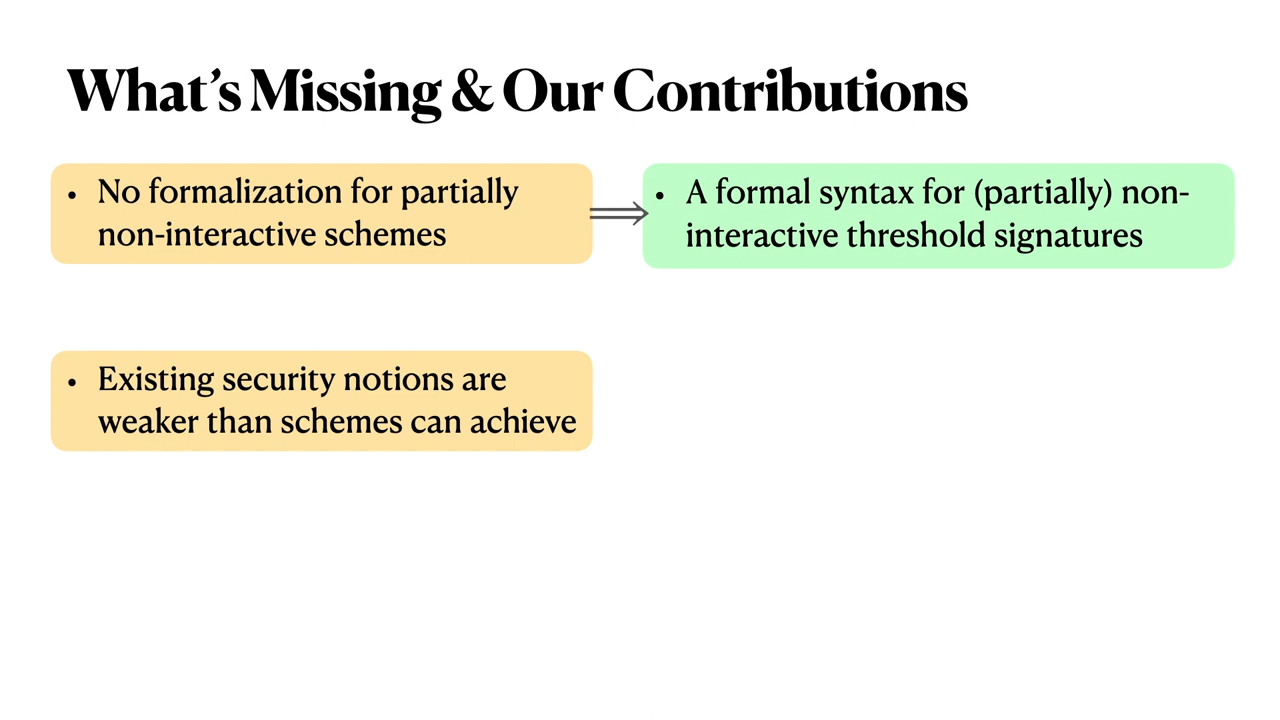 What's Missing & Our Contributions
• No formalization for partially
non-interactive schemes
• A formal syntax for (partially) non-
interactive threshold signatures
• Existing security notions are
weaker than schemes can achieve